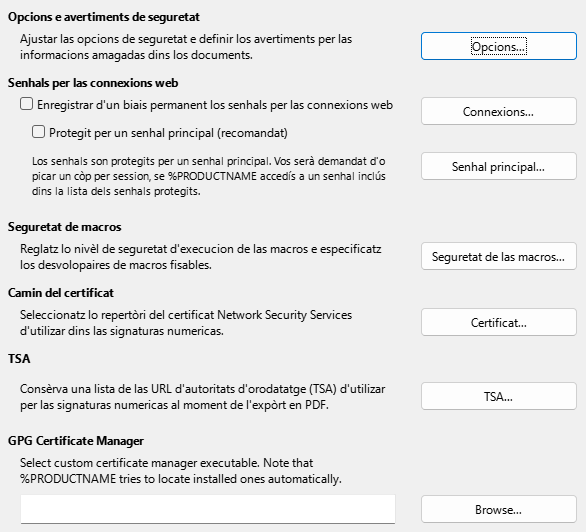 Opcions e avertiments de seguretat
Ajustar las opcions de seguretat e definir los avertiments per las
informacions amagadas dins los documents.
Opcions...
Senhals per las connexions web
Enregistrar d'un biais permanent los senhals per las connexions web
Connexions...
Protegit per un senhal principal (recomandat)
Los senhals son protegits per un senhal principal. Vos serà demandat d'o
picar un còp per session, se %PRODUCTNAME accedís a un senhal inclús
dins la lista dels senhals protegits.
Senhal principal...
Seguretat de macros
Reglatz lo nivèl de seguretat d'execucion de las macros e especificatz
los desvolopaires de macros fisables.
Seguretat de las macros...
Camin del certificat
Seleccionatz lo repertòri del certificat Network Security Services
d'utilizar dins las signaturas numericas.
Certificat...
TSA
Consèrva una lista de las URL d'autoritats d'orodatatge (TSA) d'utilizar
per las signaturas numericas al moment de l'expòrt en PDF.
TSA...
GPG Certificate Manager
Select custom certificate manager executable. Note that
%PRODUCTNAME tries to locate installed ones automatically.
Browse...